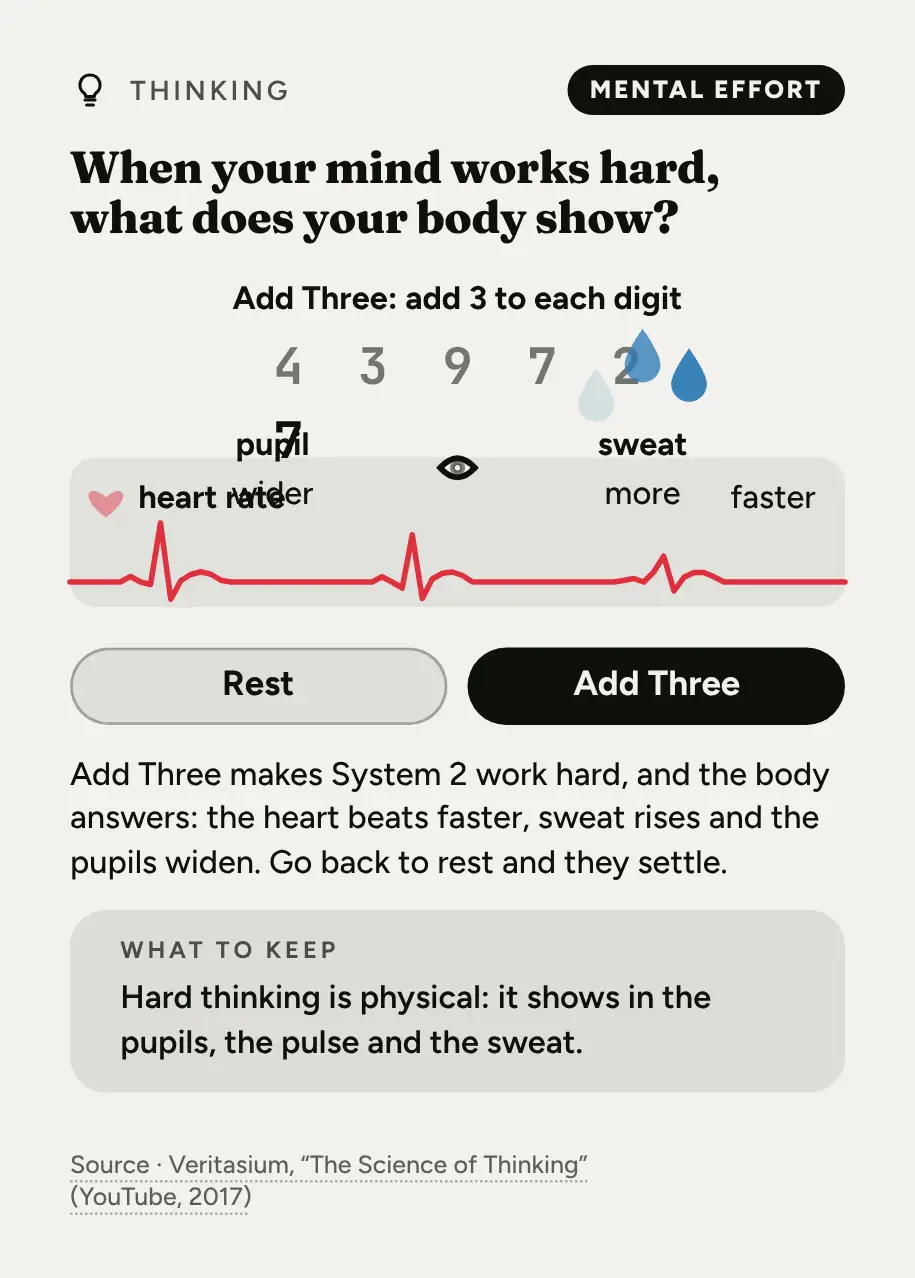 THINKING
MENTAL EFFORT
When your mind works hard,
what does your body show?
Add Three: add 3 to each digit
4 3 9 7 2
7
pupil
sweat
wider
more
heart rate
faster
Rest
Add Three
Add Three makes System 2 work hard, and the body
answers: the heart beats faster, sweat rises and the
pupils widen. Go back to rest and they settle.
WHAT TO KEEP
Hard thinking is physical: it shows in the
pupils, the pulse and the sweat.
Source · Veritasium, “The Science of Thinking”
(YouTube, 2017)